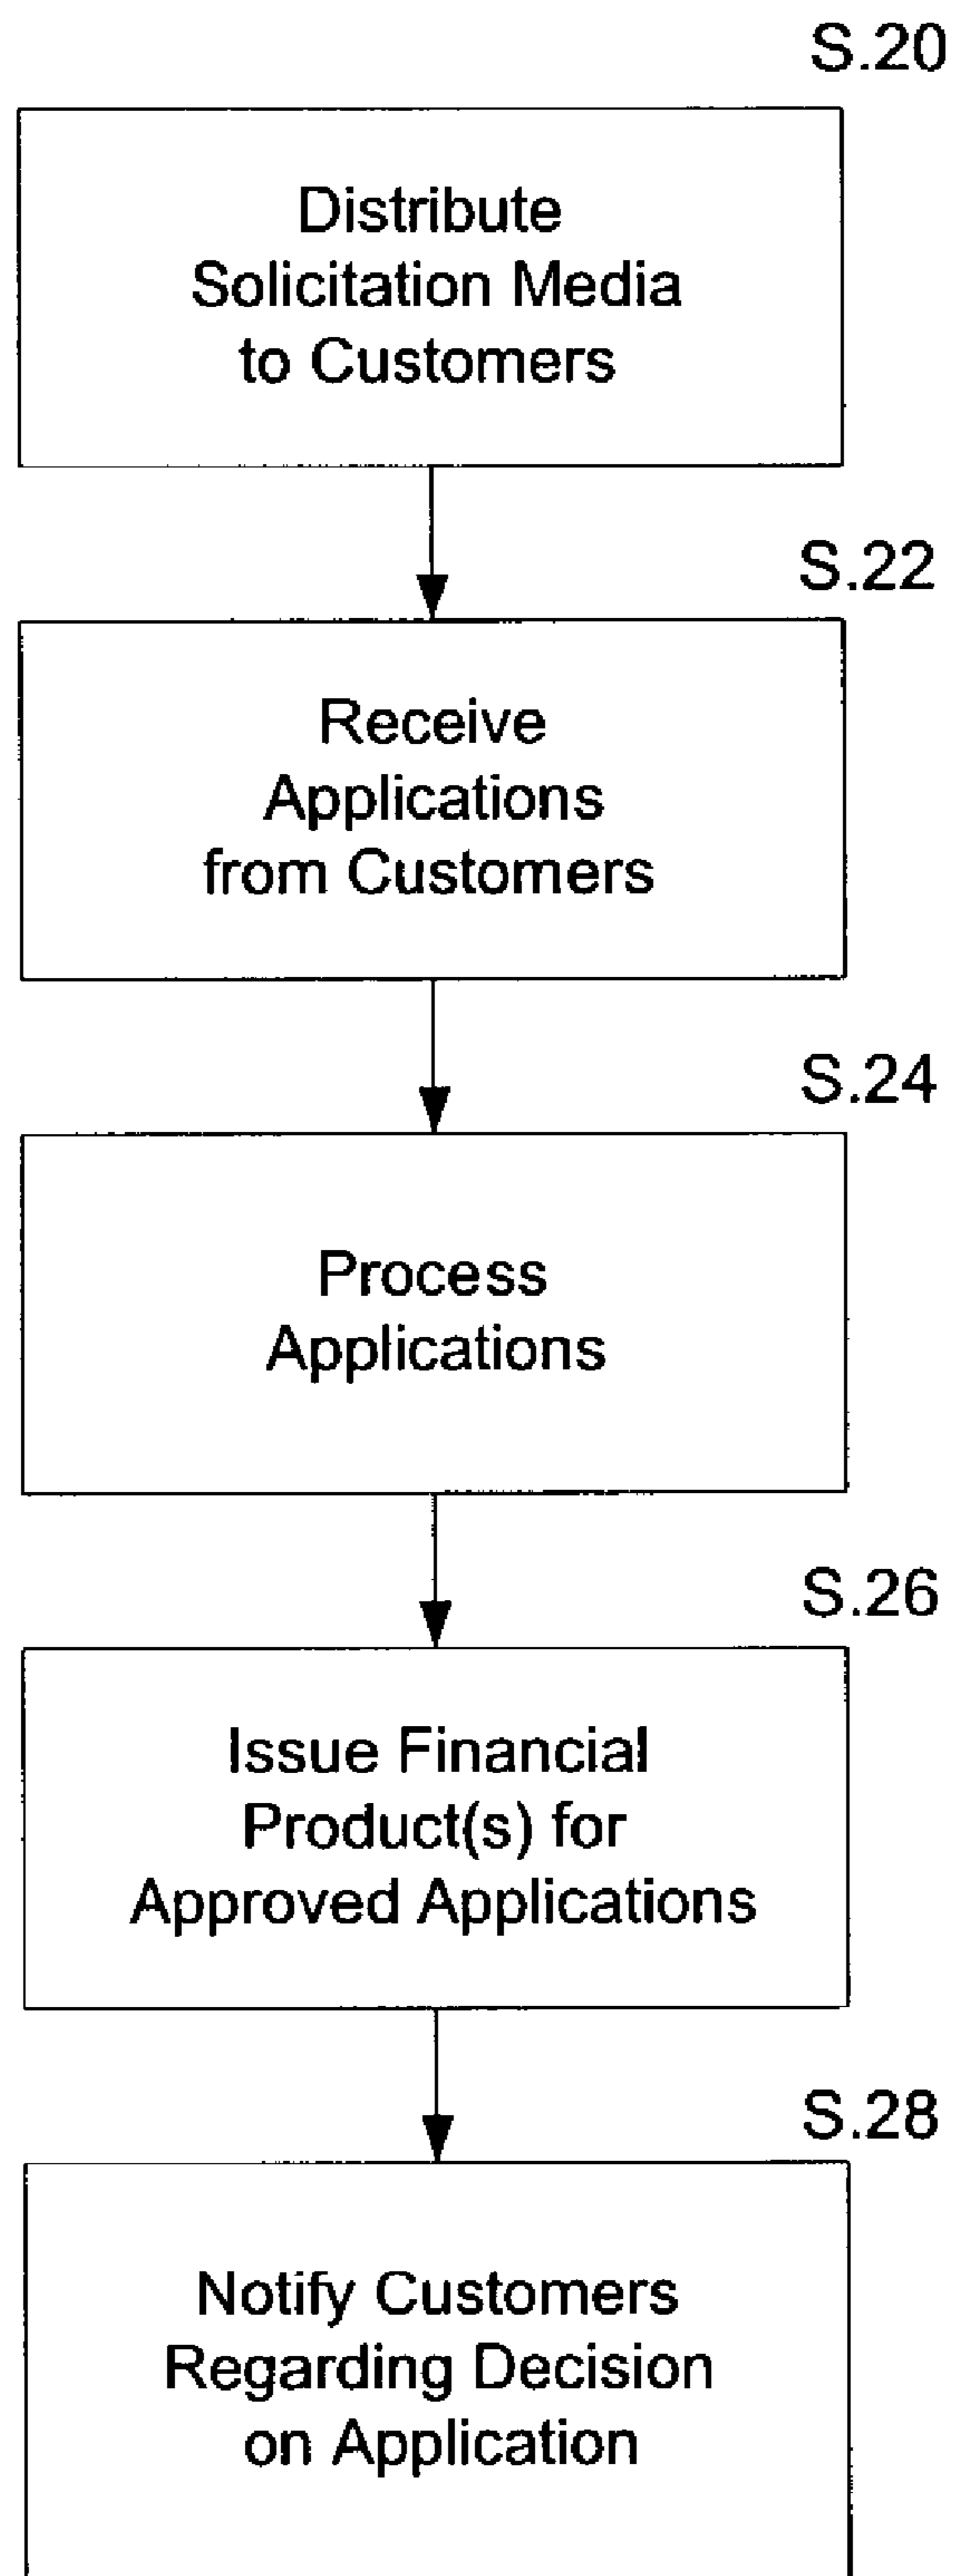 S.20
Distribute
Solicitation Media
to Customers
S.22
Receive
Applications
from Customers
S.24
Process
Applications
S.26
Issue Financial
Product(s) for
Approved Applications
S.28
Notify Customers
Regarding Decision
on Application